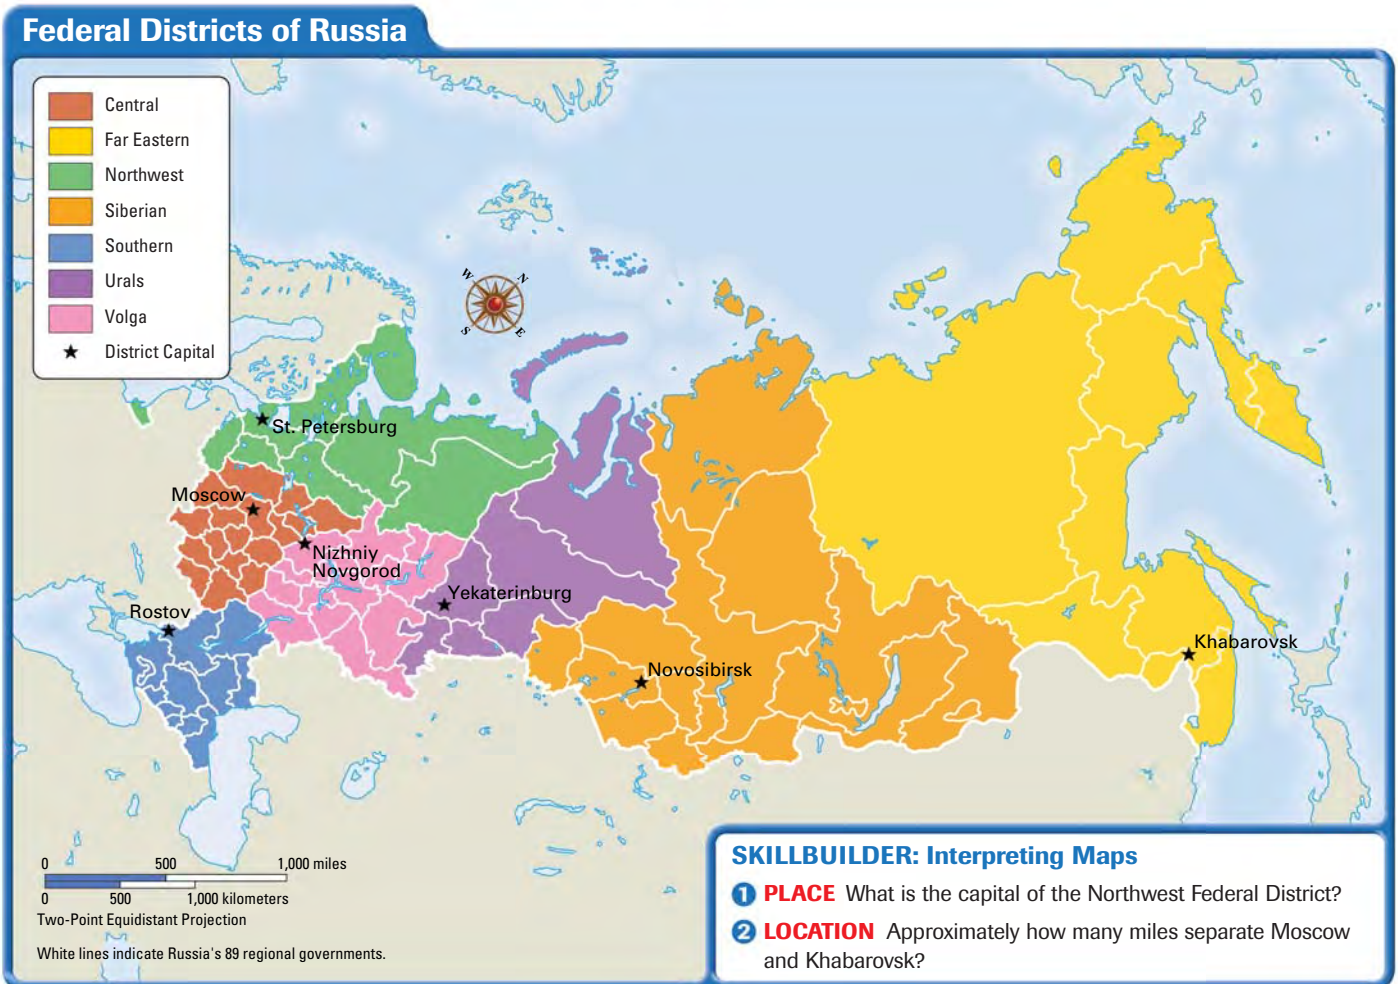 Federal Districts of Russia
Central
Far Eastern
Northwest
Siberian
Southern
Urals
Volga
District Capital
W
N
S
E
St. Petersburg
Moscow
Nizhniy
Novgorod
Yekaterinburg
Rostov
Novosibirsk
Khabarovsk
0 500 1,000 miles
0 500 1,000 kilometers
Two-Point Equidistant Projection
White lines indicate Russia's 89 regional governments.
SKILLBUILDER: Interpreting Maps
1 PLACE What is the capital of the Northwest Federal District?
2 LOCATION Approximately how many miles separate Moscow
and Khabarovsk?